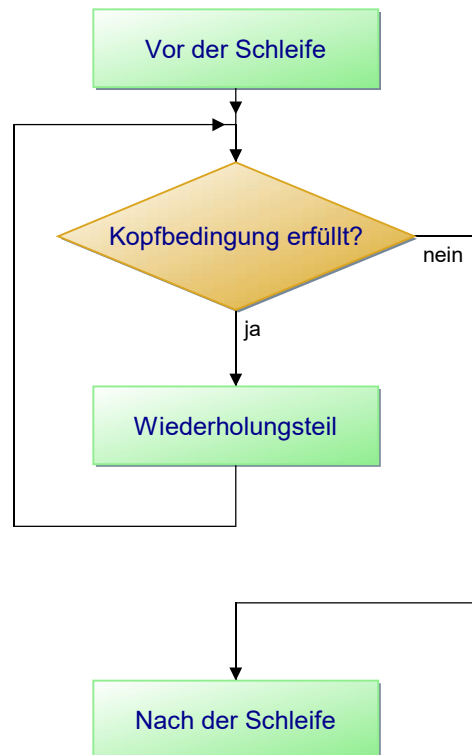 Vor der Schleife
Kopfbedingung erfüllt?
nein
ja
Wiederholungsteil
Nach der Schleife